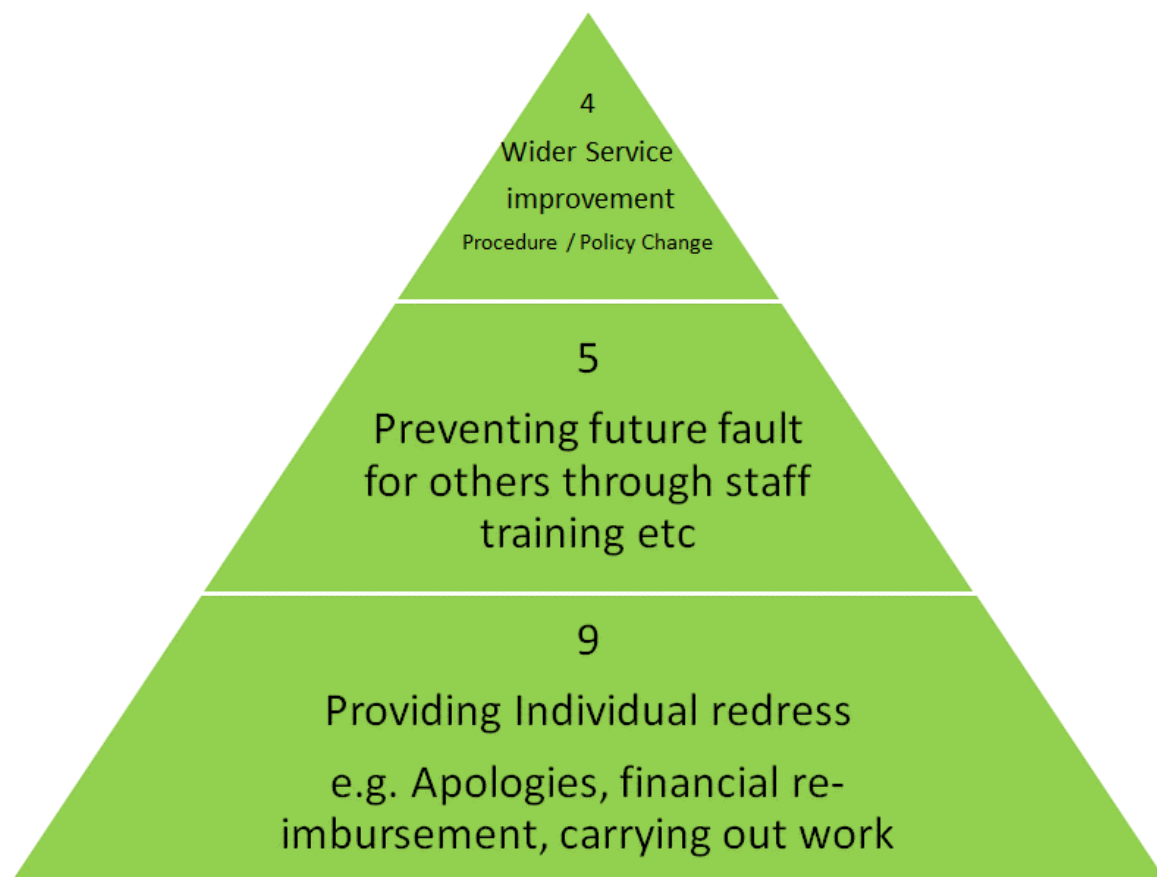 4
Wider Service
improvement
Procedure / Policy Change
5
Preventing future fault
for others through staff
training etc
9
Providing Individual redress
e.g. Apologies, financial re-
imbursement, carrying out work